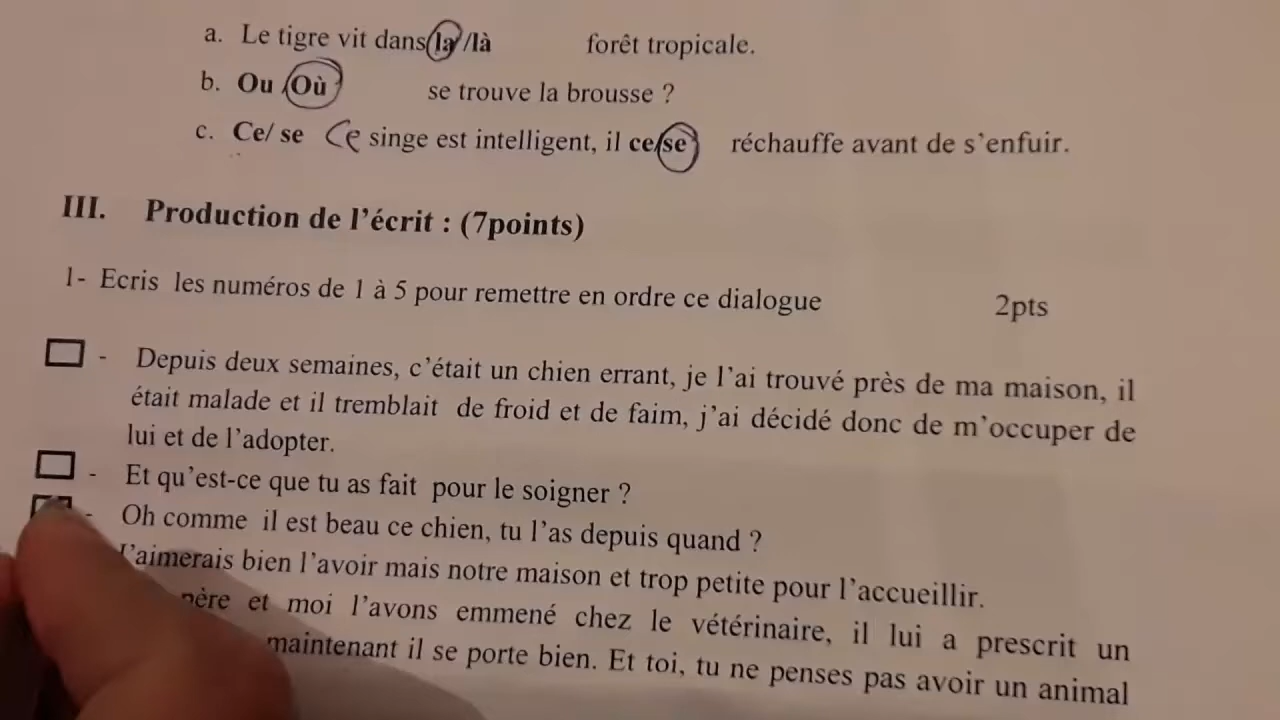 a. Le tigre vit dans la /là forêt tropicale.
b. Ou /Où se trouve la brousse ?
c. Ce/ se Ce singe est intelligent, il ce/se réchauffe avant de s'enfuir.
III. Production de l'écrit : (7points)
1- Ecris les numéros de 1 à 5 pour remettre en ordre ce dialogue 2pts
- Depuis deux semaines, c'était un chien errant, je l'ai trouvé près de ma maison, il
était malade et il tremblait de froid et de faim, j'ai décidé donc de m'occuper de
lui et de l'adopter.
- Et qu'est-ce que tu as fait pour le soigner ?
- Oh comme il est beau ce chien, tu l'as depuis quand ?
J'aimerais bien l'avoir mais notre maison et trop petite pour l'accueillir.
père et moi l'avons emmené chez le vétérinaire, il lui a prescrit un
maintenant il se porte bien. Et toi, tu ne penses pas avoir un animal